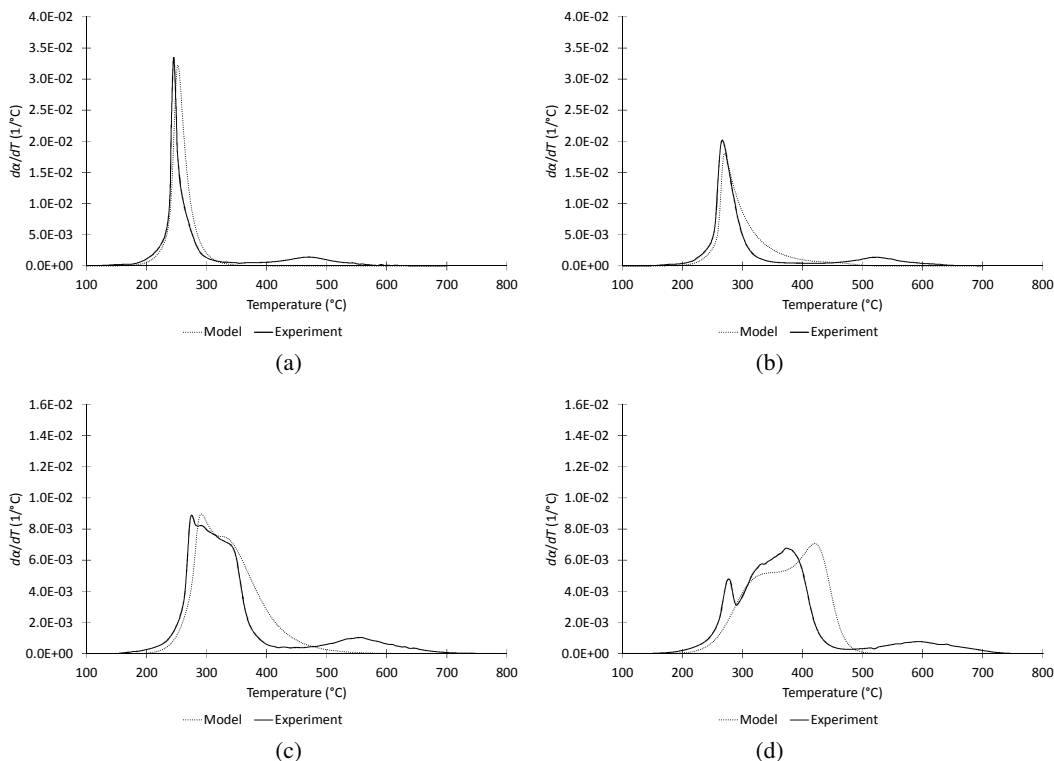 4.0E-02
3.5E-02
3.0E-02
2.5E-02
2.0E-02
1.5E-02
1.0E-02
5.0E-03
0.0E+00
dα/dT (1/°C)
100 200 300 400 500 600 700 800
Temperature (°C)
Model Experiment
(a)
4.0E-02
3.5E-02
3.0E-02
2.5E-02
2.0E-02
1.5E-02
1.0E-02
5.0E-03
0.0E+00
dα/dT (1/°C)
100 200 300 400 500 600 700 800
Temperature (°C)
Model Experiment
(b)
1.6E-02
1.4E-02
1.2E-02
1.0E-02
8.0E-03
6.0E-03
4.0E-03
2.0E-03
0.0E+00
dα/dT (1/°C)
100 200 300 400 500 600 700 800
Temperature (°C)
Model Experiment
(c)
1.6E-02
1.4E-02
1.2E-02
1.0E-02
8.0E-03
6.0E-03
4.0E-03
2.0E-03
0.0E+00
dα/dT (1/°C)
100 200 300 400 500 600 700 800
Temperature (°C)
Model Experiment
(d)